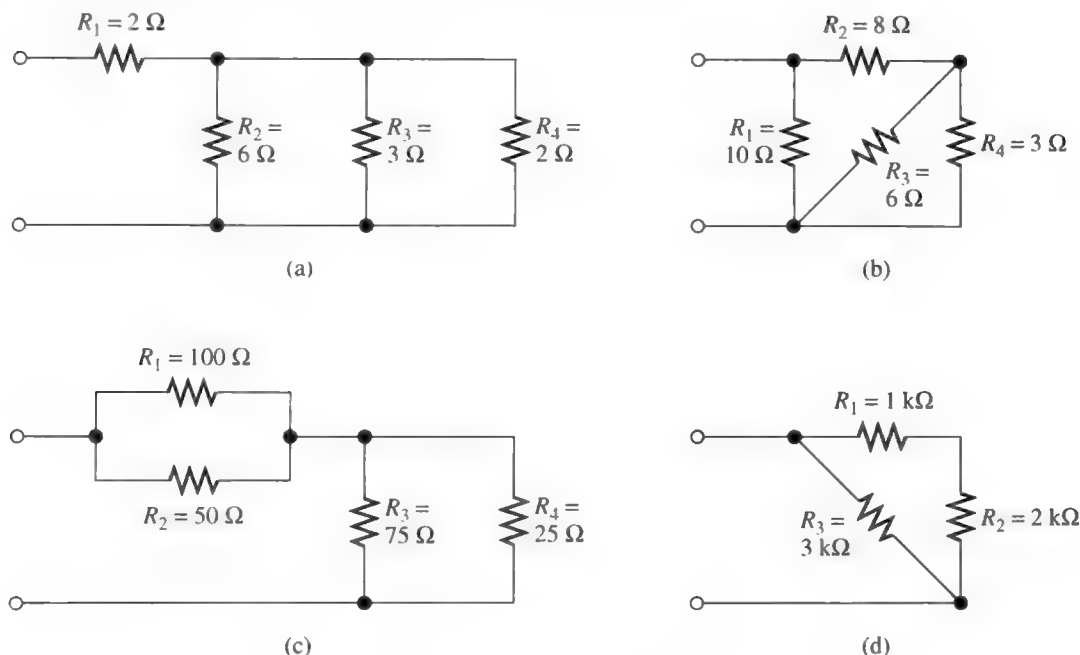 R₁ = 2 Ω
R₂ =
6 Ω
R₃ =
3 Ω
R₄ =
2 Ω
(a)
R₂ = 8 Ω
R₁ =
10 Ω
R₃ =
6 Ω
R₄ = 3 Ω
(b)
R₁ = 100 Ω
R₂ = 50 Ω
R₃ =
75 Ω
R₄ =
25 Ω
(c)
R₁ = 1 kΩ
R₃ =
3 kΩ
R₂ = 2 kΩ
(d)